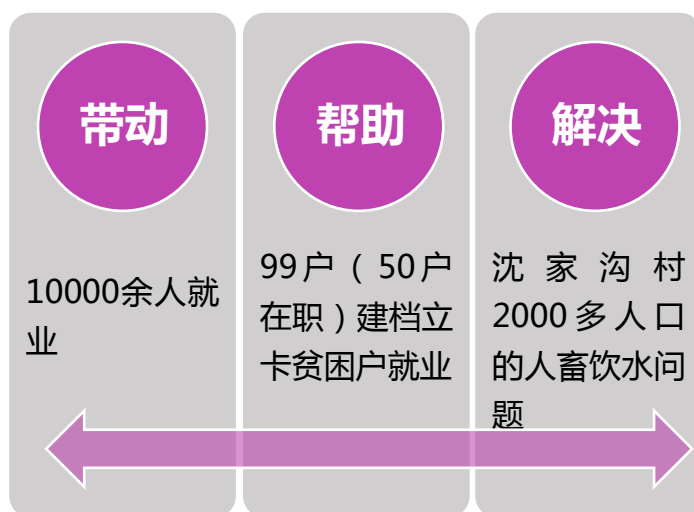 带动
10000余人就
业
帮助
99户（50户
在职）建档立
卡贫困户就业
解决
沈家沟村
2000多人口
的人畜饮水问
题